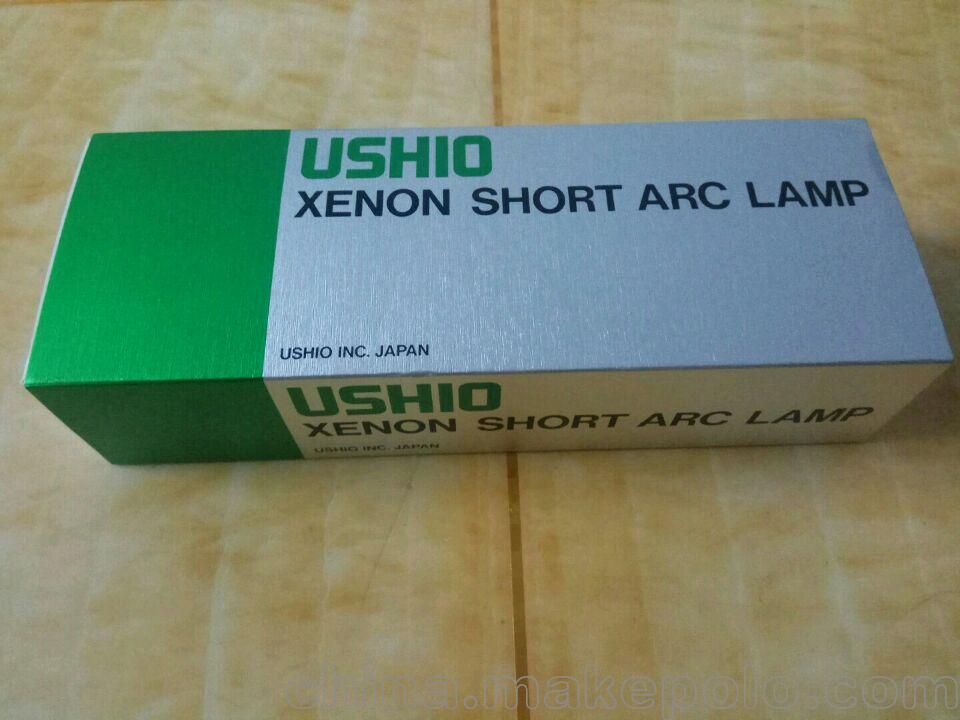 USHIO
XENON SHORT ARC LAMP
USHIO INC. JAPAN
USHIO
XENON SHORT ARC LAMP
USHIO INC. JAPAN
china.makepolo.com